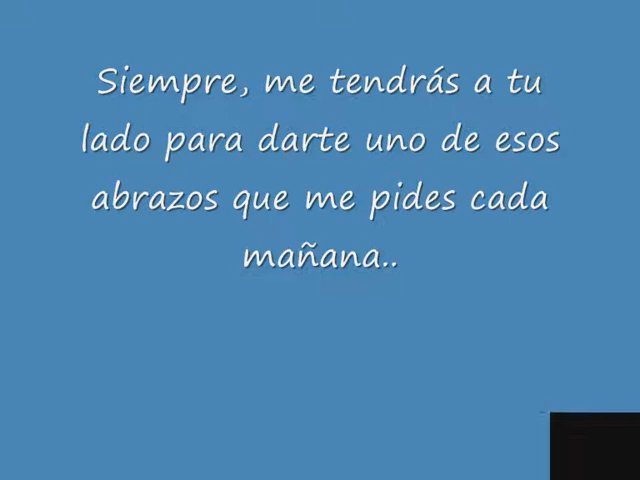 Siempre, me tendrás a tu
lado para darte uno de esos
abrazos que me pides cada
mañana..